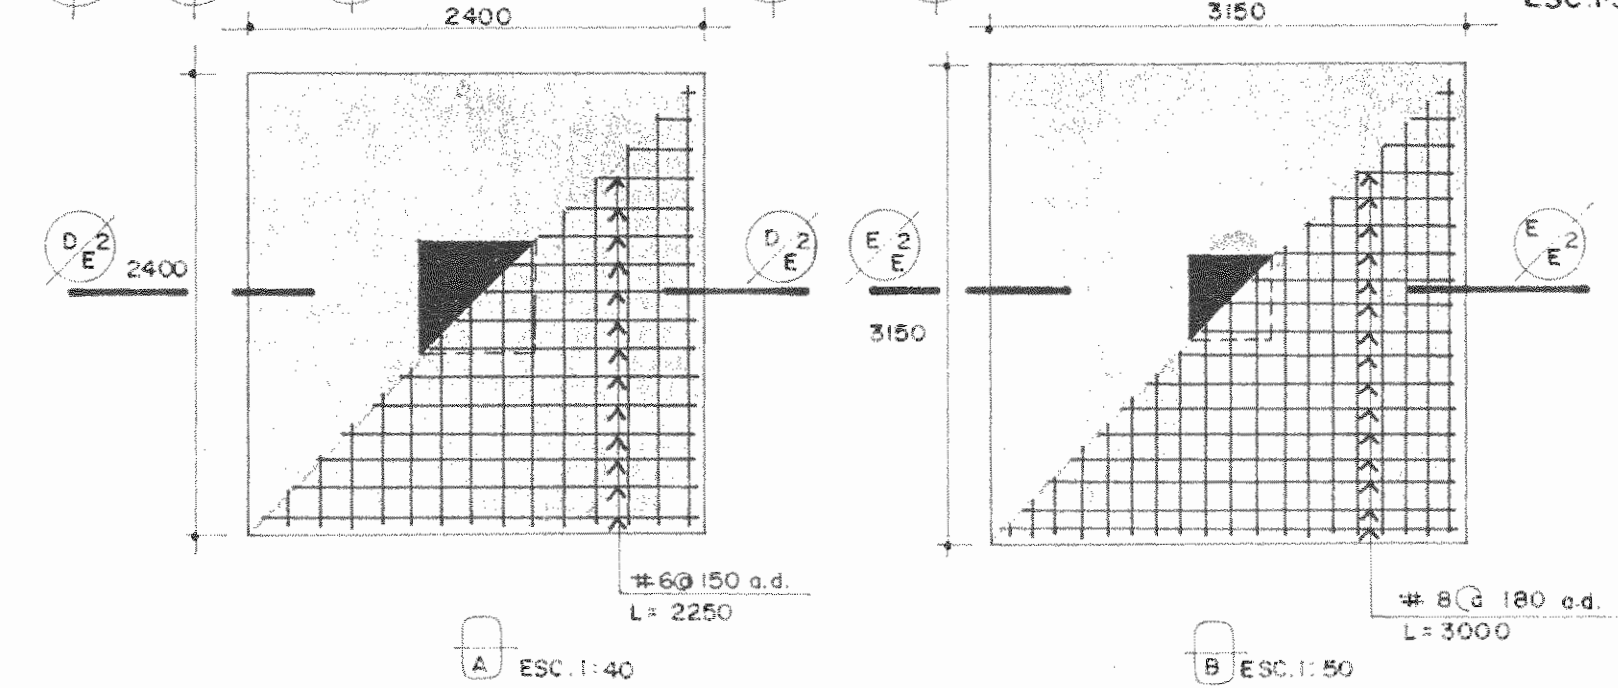 2400
3150
D 2
E
2400
D 2
E
E 2
E
3150
E 2
E
# 6@ 150 a.d.
L= 2250
# 8@ 180 a.d.
L= 3000
A ESC. 1:40
B ESC. 1:50